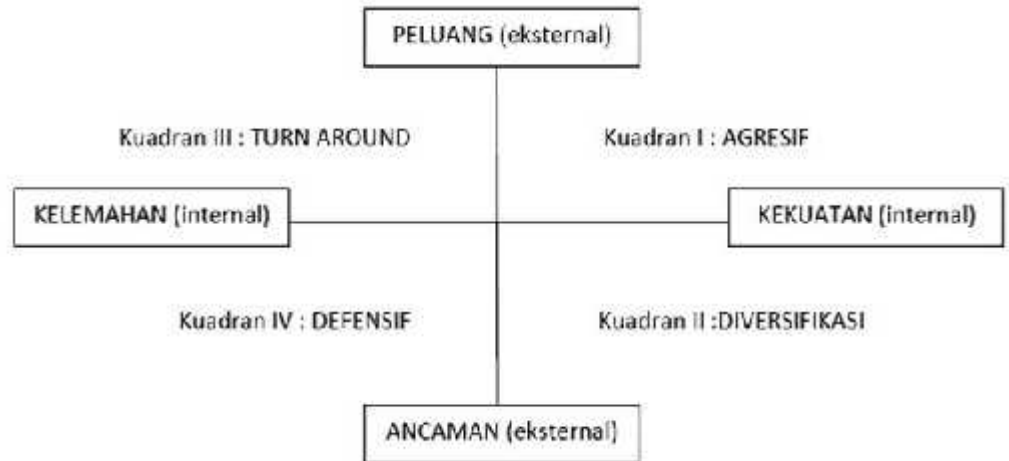 PELUANG (eksternal)
Kuadran III : TURN AROUND
Kuadran I : AGRESIF
KELEMAHAN (internal)
KEKUATAN (internal)
Kuadran IV : DEFENSIF
Kuadran II :DIVERSIFIKASI
ANCAMAN (eksternal)